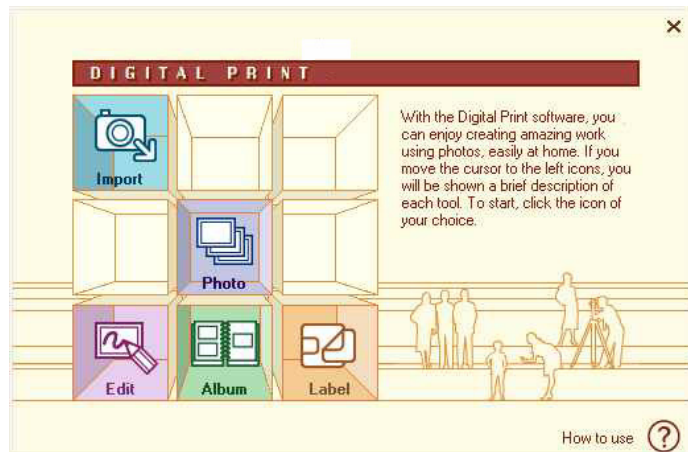 DIGITAL PRINT
Import
Photo
Edit
Album
Label
With the Digital Print software, you
can enjoy creating amazing work
using photos, easily at home. If you
move the cursor to the left icons, you
will be shown a brief description of
each tool. To start, click the icon of
your choice.
How to use ?